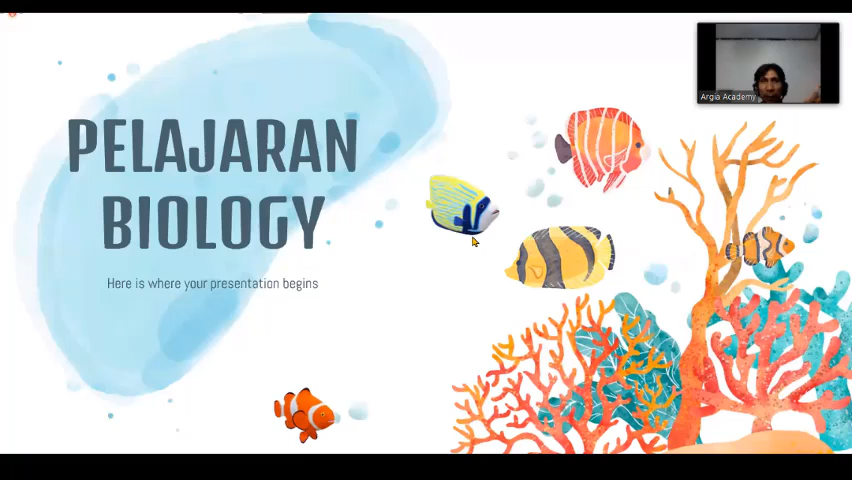 PELAJARAN
BIOLOGY
Here is where your presentation begins
Argia Academy